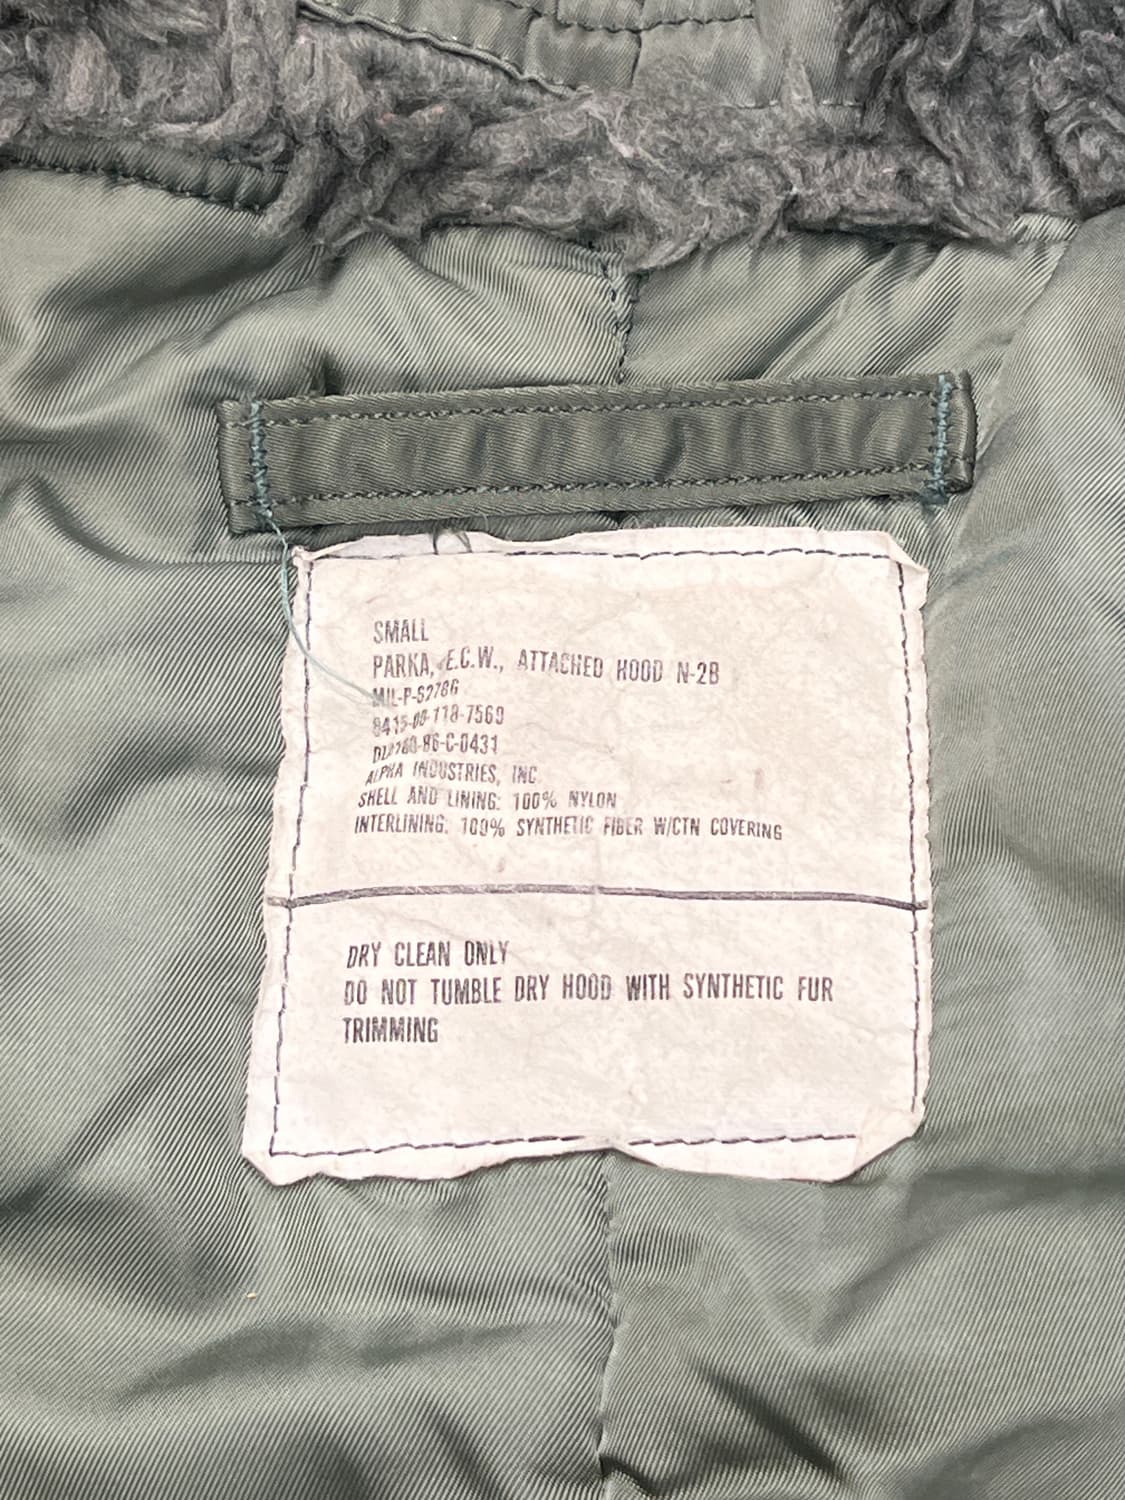 SMALL
PARKA, E.C.W., ATTACHED HOOD N-2B
MIL-P-6278G
8415-00-118-7569
DLA100-86-C-0431
ALPHA INDUSTRIES, INC
SHELL AND LINING: 100% NYLON
INTERLINING: 100% SYNTHETIC FIBER W/CTN COVERING
DRY CLEAN ONLY
DO NOT TUMBLE DRY HOOD WITH SYNTHETIC FUR
TRIMMING